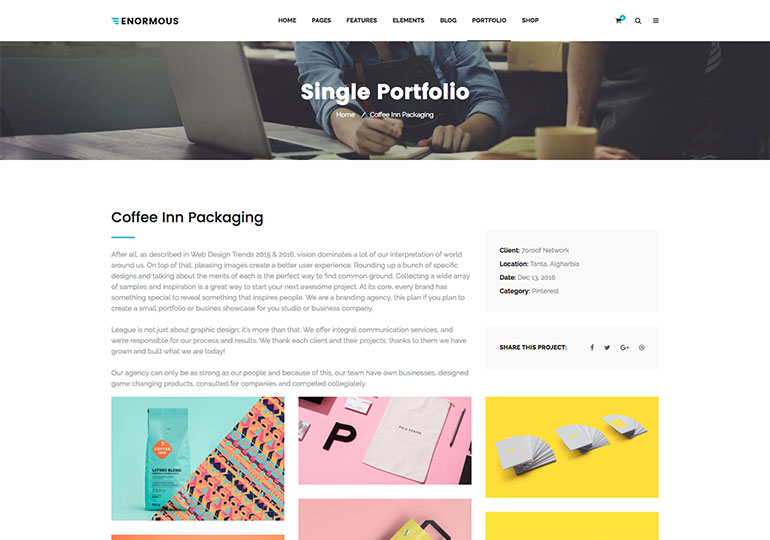 ENORMOUS
HOME PAGES FEATURES ELEMENTS BLOG PORTFOLIO SHOP
Single Portfolio
Home / Coffee Inn Packaging
Coffee Inn Packaging
After all, as described in Web Design Trends 2015 & 2016, vision dominates a lot of our interpretation of world
around us. On top of that, pleasing images create a better user experience. Rounding up a bunch of specific
designs and talking about the merits of each is the perfect way to find common ground. Collecting a wide array
of samples and inspiration is a great way to start your next awesome project. At its core, every brand has
something special to reveal something that inspires people. We are a branding agency, this plan if you plan to
create a small portfolio or busines showcase for you studio or business company.
League is not just about graphic design; it's more than that. We offer integral communication services, and
we're responsible for our process and results. We thank each client and their projects, thanks to them we have
grown and built what we are today!
Our agency can only be as strong as our people and because of this, our team have own businesses, designed
game changing products, consulted for companies and competed collegiately.
Client: 7oroof Network
Location: Tanta, Algharbia
Date: Dec 13, 2016
Category: Pinterest
SHARE THIS PROJECT:
COFFEE
INN
LATINO BLEND
P